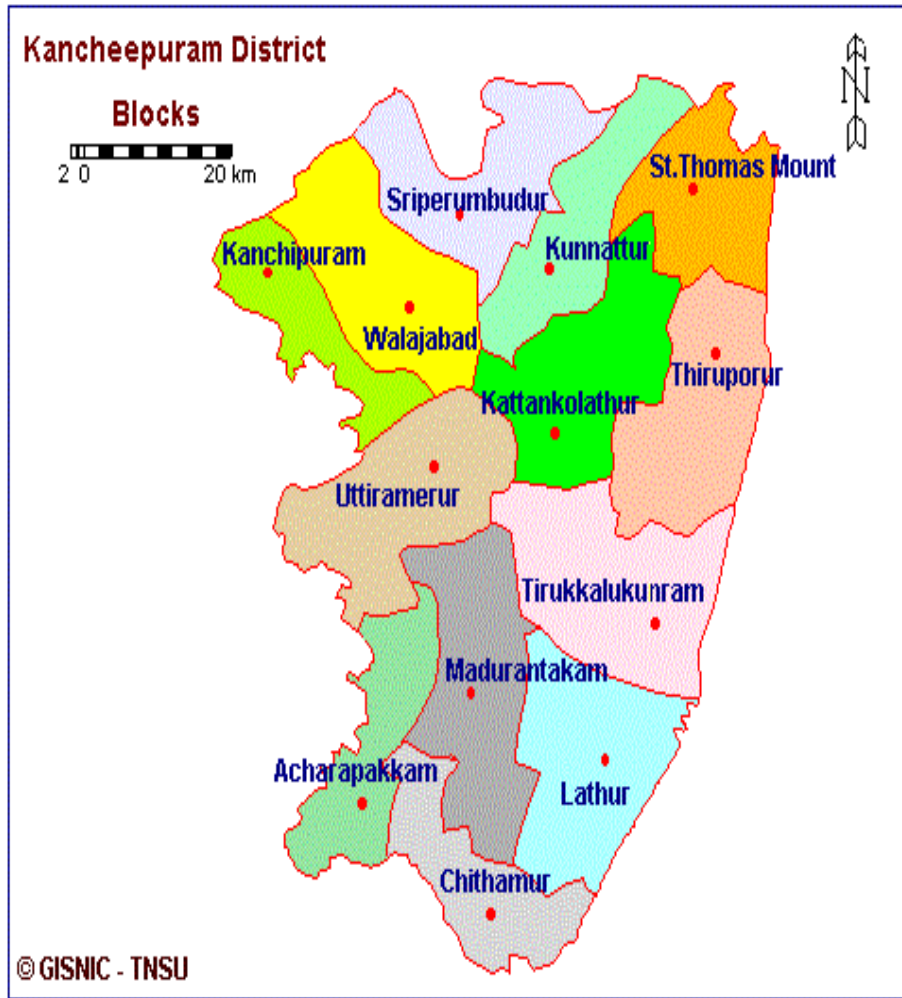 Kancheepuram District
Blocks
2 0 20 km
N
St.Thomas Mount
Sriperumbudur
Kunnattur
Kanchipuram
Walajabad
Thiruporur
Kattankolathur
Uttiramerur
Tirukkalukunram
Madurantakam
Acharapakkam
Lathur
Chithamur
© GISNIC - TNSU